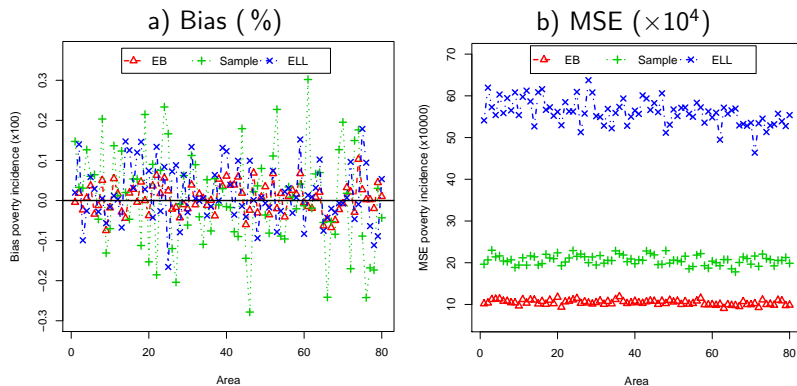 a) Bias (%)
EB Sample ELL
Bias poverty incidence (x100)
0.3
0.2
0.1
0.0
−0.1
−0.2
−0.3
0 20 40 60 80
Area
b) MSE (×10⁴)
EB Sample ELL
MSE poverty incidence (x10000)
70
60
50
40
30
20
10
0 20 40 60 80
Area